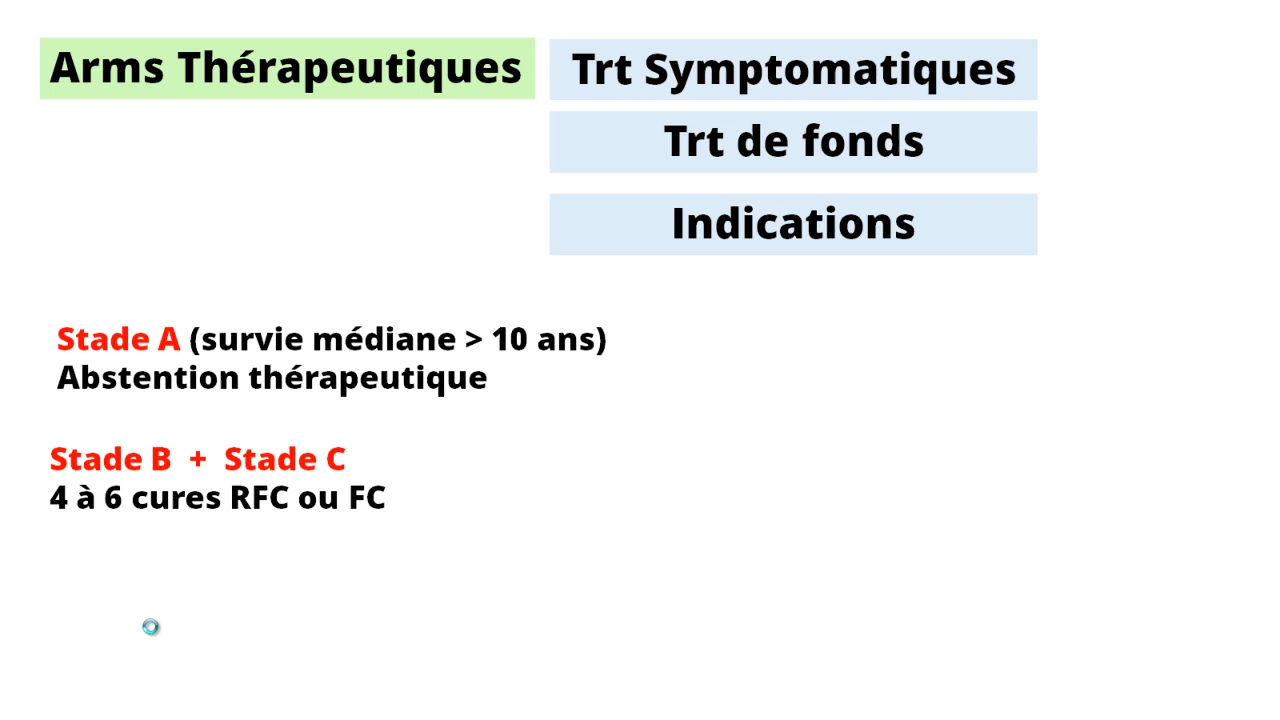 Arms Thérapeutiques
Trt Symptomatiques
Trt de fonds
Indications
Stade A (survie médiane > 10 ans)
Abstention thérapeutique
Stade B + Stade C
4 à 6 cures RFC ou FC